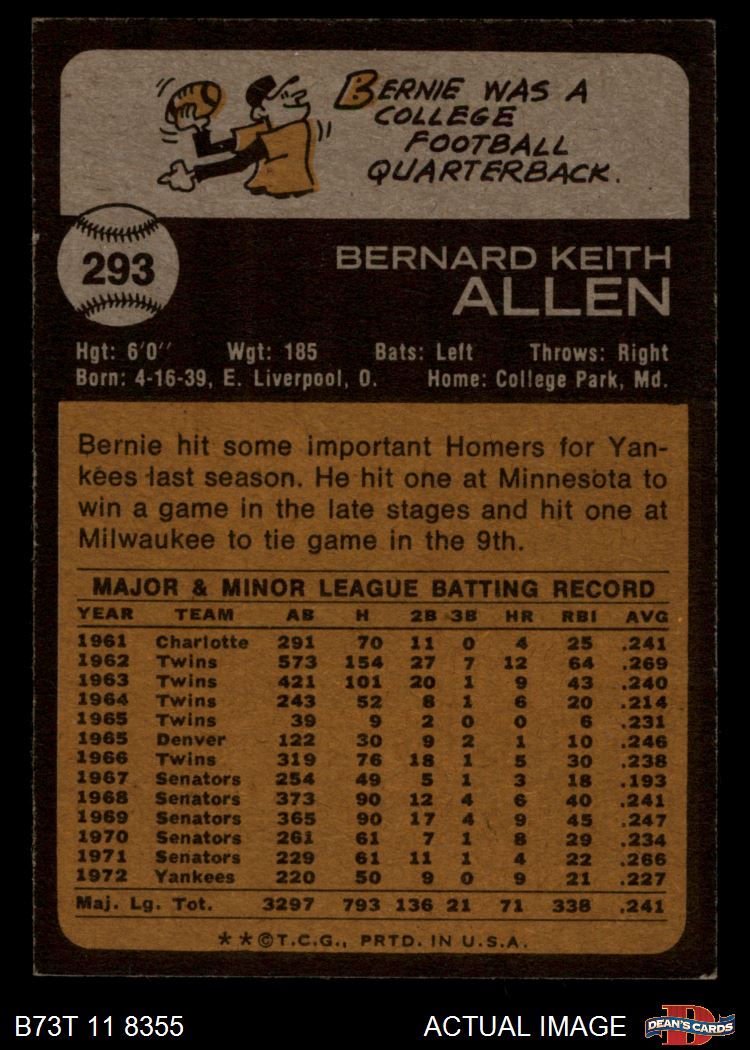 BERNIE WAS A
COLLEGE
FOOTBALL
QUARTERBACK.
293
BERNARD KEITH
ALLEN
Hgt: 6'0'' Wgt: 185 Bats: Left Throws: Right
Born: 4-16-39, E. Liverpool, O. Home: College Park, Md.
Bernie hit some important Homers for Yan-
kees last season. He hit one at Minnesota to
win a game in the late stages and hit one at
Milwaukee to tie game in the 9th.
MAJOR & MINOR LEAGUE BATTING RECORD
YEAR TEAM AB H 2B 3B HR RBI AVG
1961 Charlotte 291 70 11 0 4 25 .241
1962 Twins 573 154 27 7 12 64 .269
1963 Twins 421 101 20 1 9 43 .240
1964 Twins 243 52 8 1 6 20 .214
1965 Twins 39 9 2 0 0 6 .231
1965 Denver 122 30 9 2 1 10 .246
1966 Twins 319 76 18 1 5 30 .238
1967 Senators 254 49 5 1 3 18 .193
1968 Senators 373 90 12 4 6 40 .241
1969 Senators 365 90 17 4 9 45 .247
1970 Senators 261 61 7 1 8 29 .234
1971 Senators 229 61 11 1 4 22 .266
1972 Yankees 220 50 9 0 9 21 .227
Maj. Lg. Tot. 3297 793 136 21 71 338 .241
**©T.C.G., PRTD. IN U.S.A.
B73T 11 8355 ACTUAL IMAGE DEAN'S CARDS